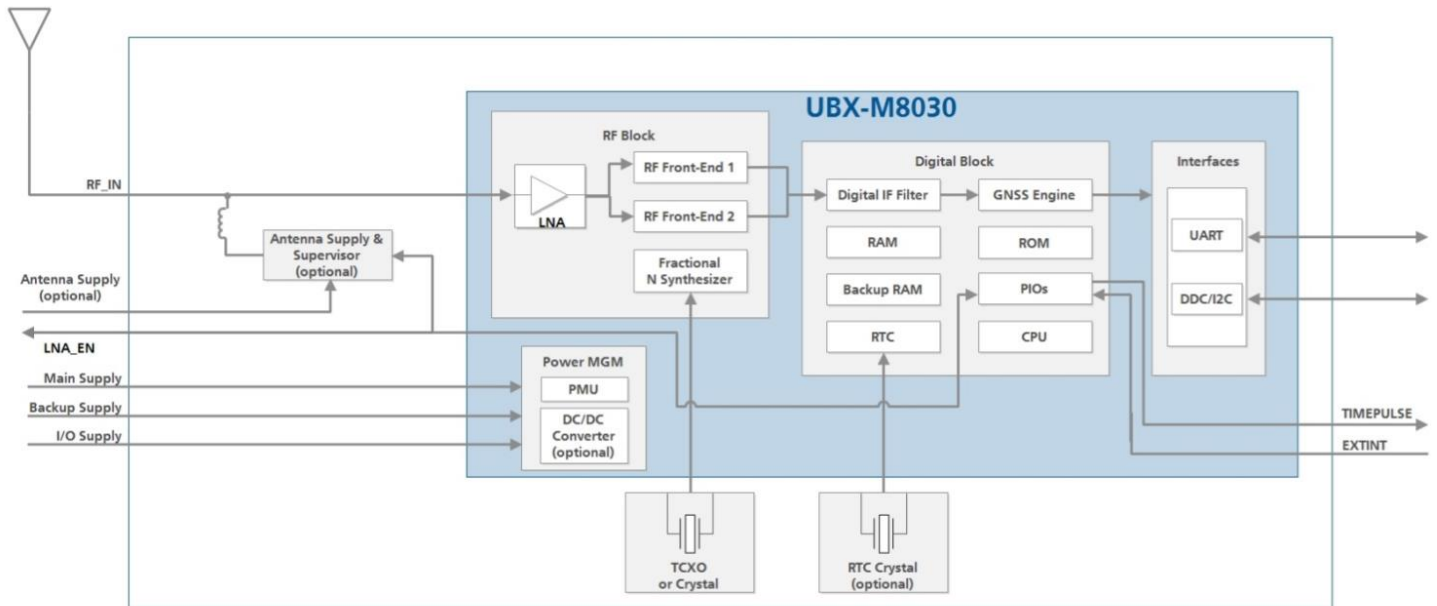 UBX-M8030
RF Block
RF Front-End 1
RF Front-End 2
LNA
Fractional
N Synthesizer
Digital Block
Digital IF Filter
GNSS Engine
RAM
ROM
Backup RAM
PIOs
RTC
CPU
Interfaces
UART
DDC/I2C
RF_IN
Antenna Supply &
Supervisor
(optional)
Antenna Supply
(optional)
LNA_EN
Main Supply
Backup Supply
I/O Supply
Power MGM
PMU
DC/DC
Converter
(optional)
TIMEPULSE
EXTINT
TCXO
or Crystal
RTC Crystal
(optional)